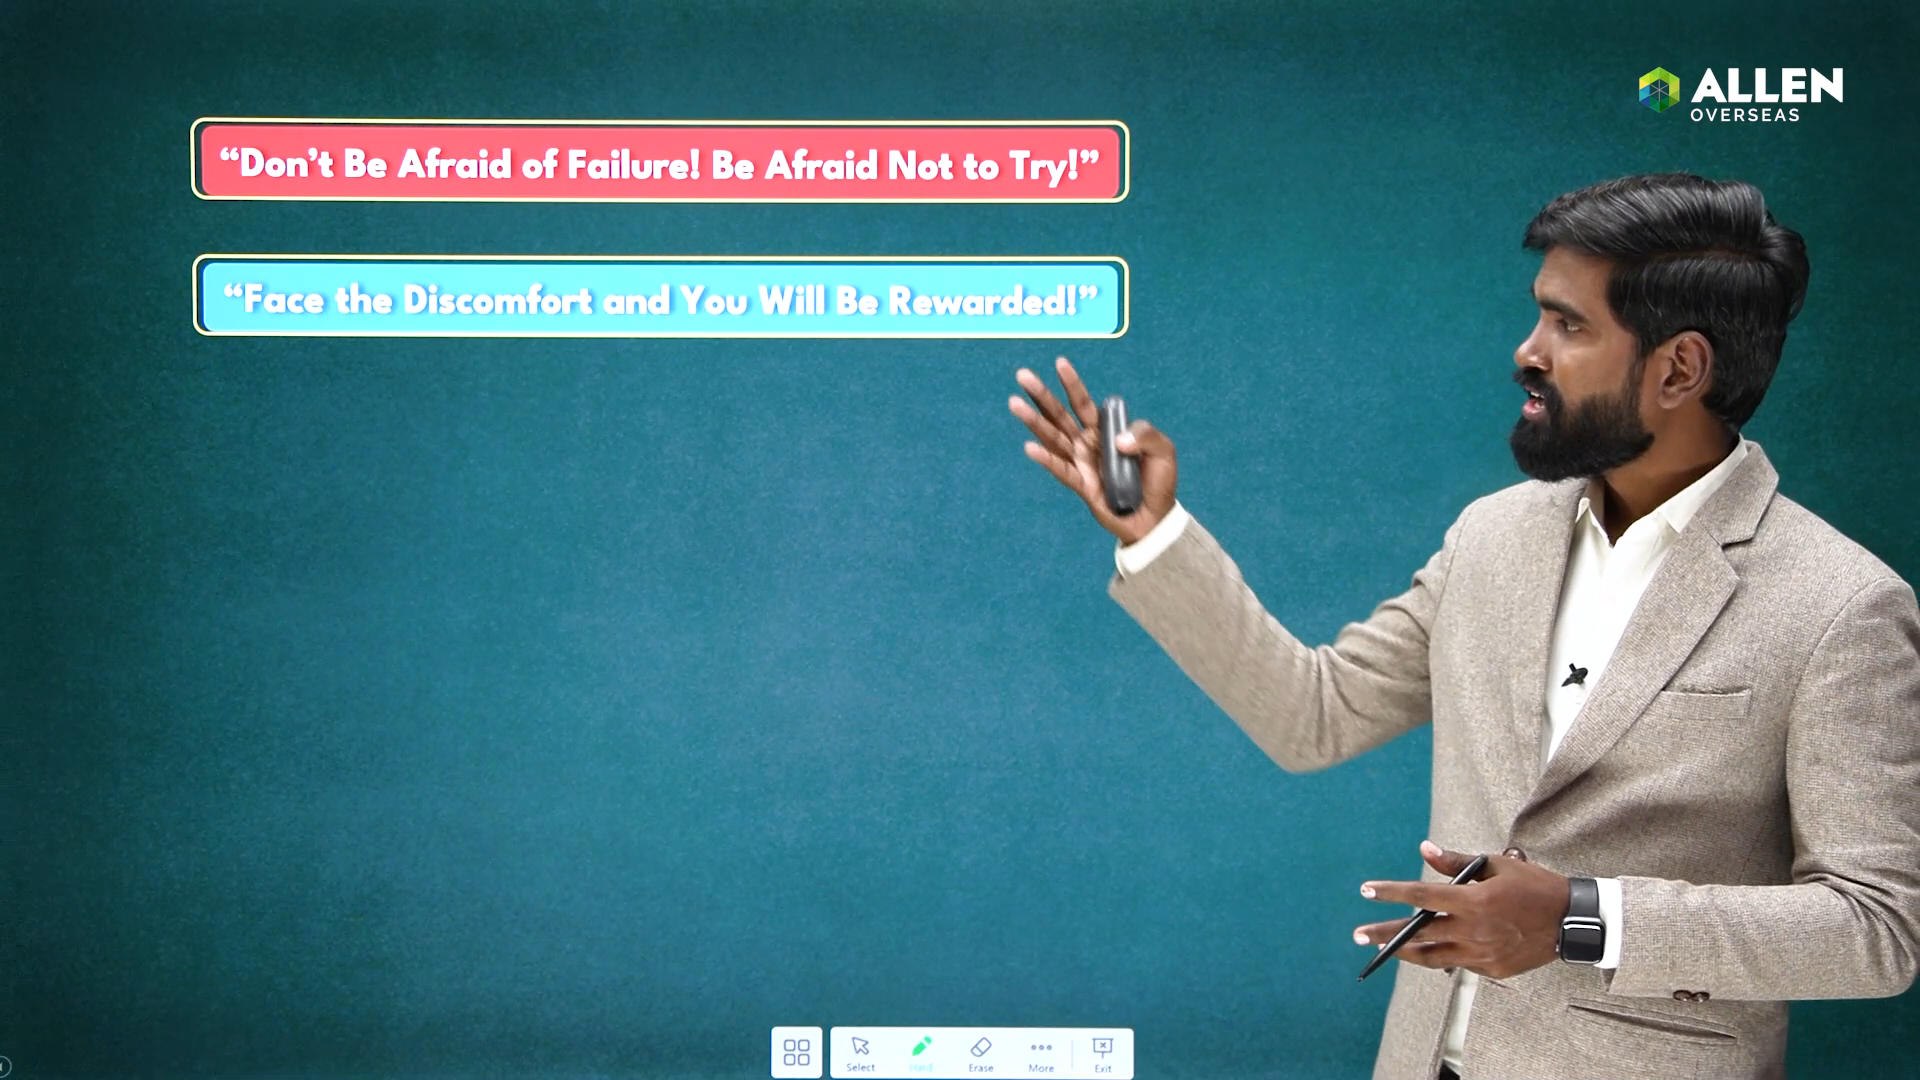 ALLEN
OVERSEAS
“Don’t Be Afraid of Failure! Be Afraid Not to Try!”
“Face the Discomfort and You Will Be Rewarded!”
Select
Erase
More
Exit